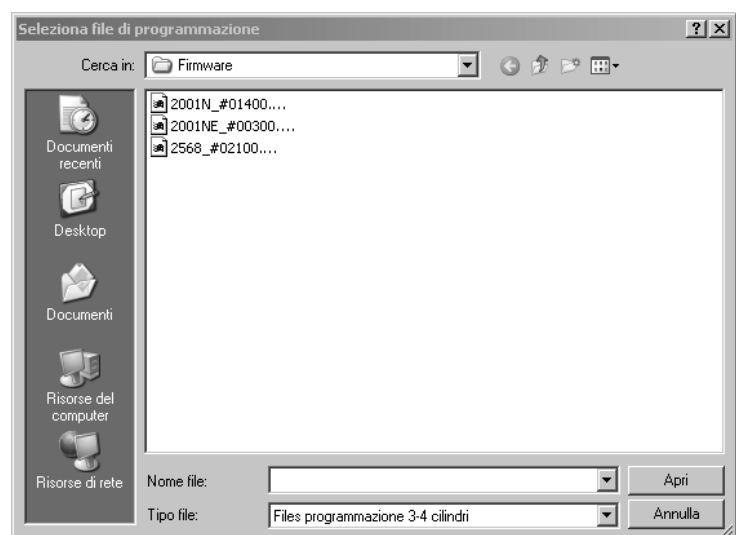 Seleziona file di programmazione
Cerca in:
Firmware
2001N_#01400....
2001NE_#00300....
2568_#02100....
Documenti
recenti
Desktop
Documenti
Risorse del
computer
Risorse di rete
Nome file:
Apri
Tipo file:
Files programmazione 3-4 cilindri
Annulla